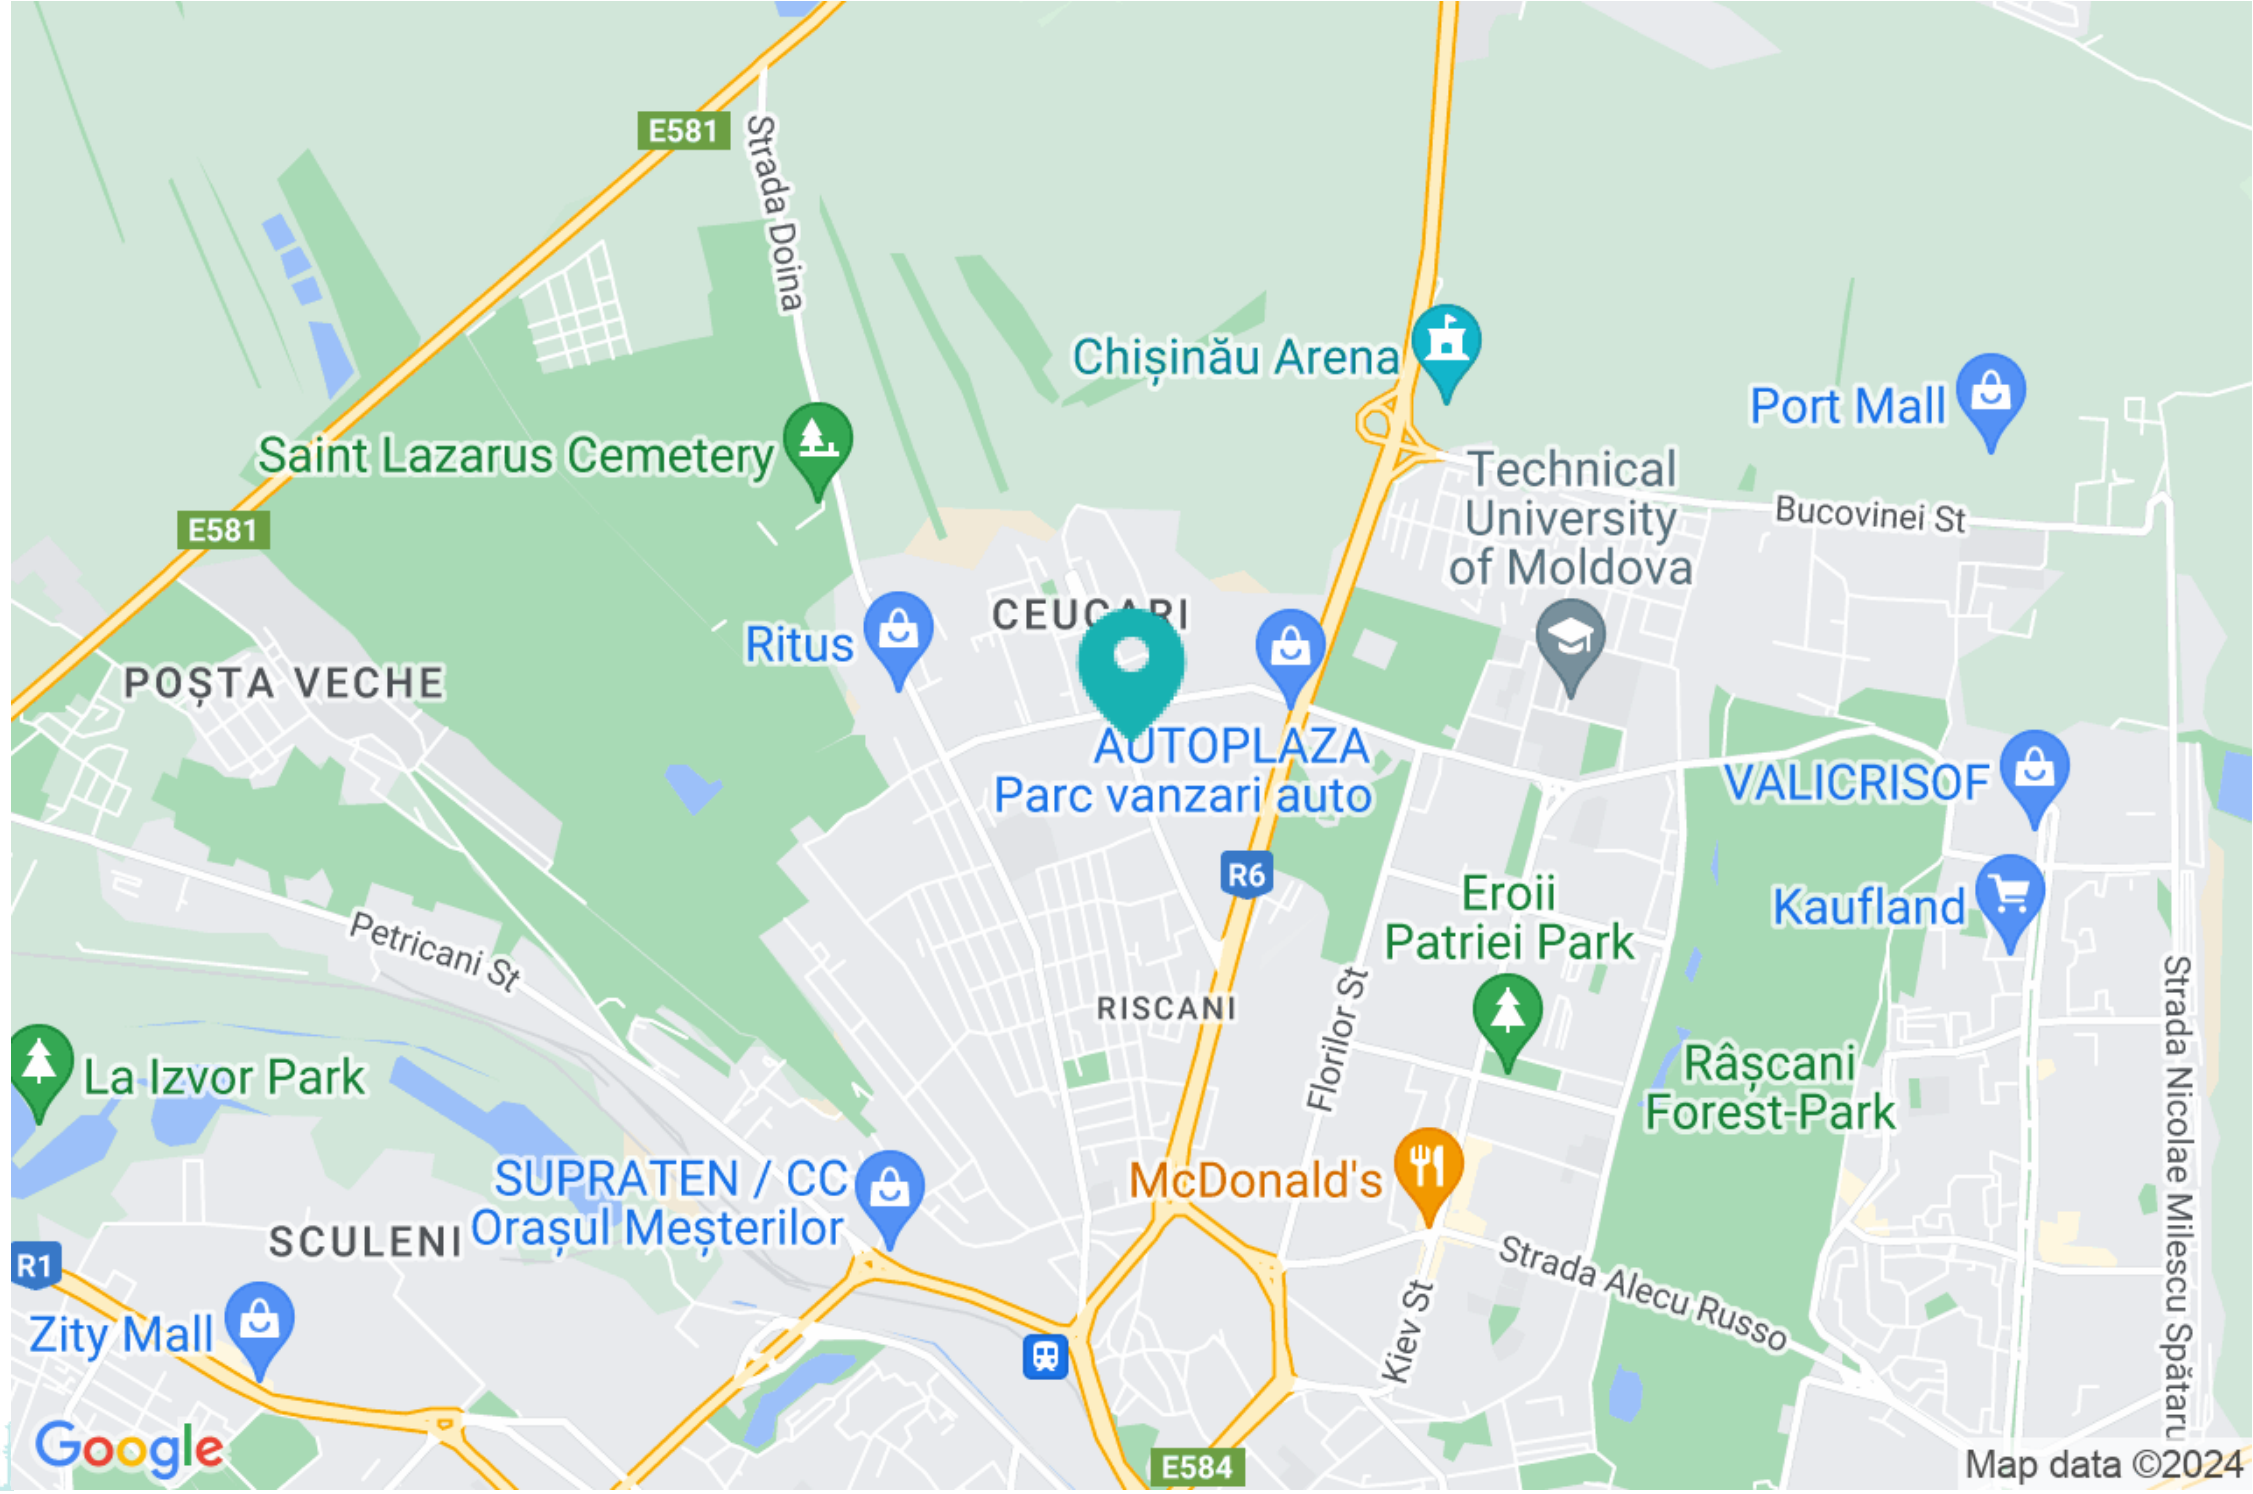 E581
Strada Doina
Chișinău Arena
Port Mall
Saint Lazarus Cemetery
Technical
University
of Moldova
Bucovinei St
E581
CEUCARI
Ritus
POȘTA VECHE
AUTOPLAZA
Parc vanzari auto
VALICRISOF
R6
Eroii
Patriei Park
Kaufland
Petricani St
RISCANI
Florilor St
La Izvor Park
Râșcani
Forest-Park
Strada Nicolae Milescu Spătaru
SUPRATEN / CC
Orașul Meșterilor
McDonald's
SCULENI
R1
Strada Alecu Russo
Zity Mall
Kiev St
Google
E584
Map data ©2024